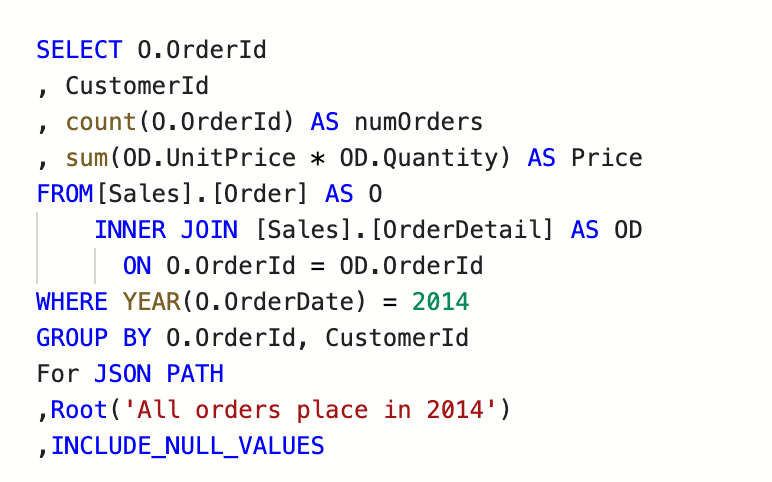 SELECT O.OrderId
, CustomerId
, count(O.OrderId) AS numOrders
, sum(OD.UnitPrice * OD.Quantity) AS Price
FROM[Sales].[Order] AS O
INNER JOIN [Sales].[OrderDetail] AS OD
ON O.OrderId = OD.OrderId
WHERE YEAR(O.OrderDate) = 2014
GROUP BY O.OrderId, CustomerId
For JSON PATH
,Root('All orders place in 2014')
,INCLUDE_NULL_VALUES